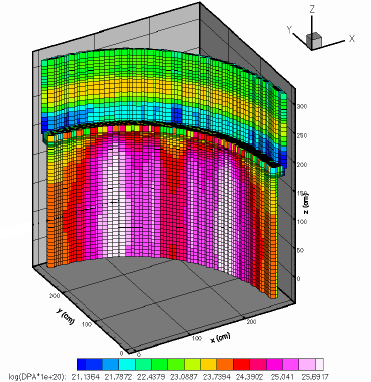 Z
Y
X
300
250
200
150
100
50
0
z (cm)
200
100
0
y (cm)
x (cm)
0
100
200
log(DPA*1e+20): 21.1364 21.7872 22.4379 23.0887 23.7394 24.3902 25.041 25.6917